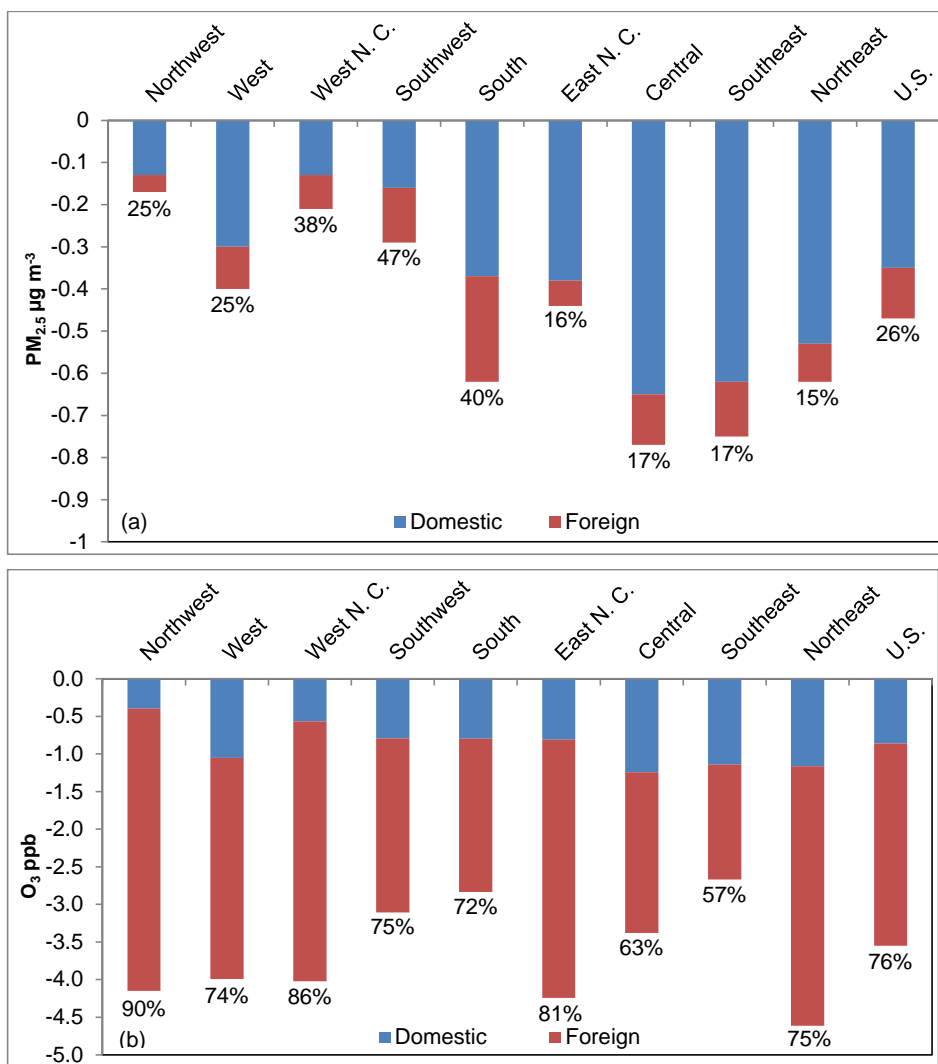 Northwest West West N. C. Southwest South East N. C. Central Southeast Northeast U.S.
0
-0.1
-0.2
-0.3
-0.4
-0.5
-0.6
-0.7
-0.8
-0.9
-1
PM2.5 µg m-3
25% 25% 38% 47% 40% 16% 17% 17% 15% 26%
(a) Domestic Foreign
Northwest West West N. C. Southwest South East N. C. Central Southeast Northeast U.S.
0.0
-0.5
-1.0
-1.5
-2.0
-2.5
-3.0
-3.5
-4.0
-4.5
-5.0
O3 ppb
90% 74% 86% 75% 72% 81% 63% 57% 75% 76%
(b) Domestic Foreign